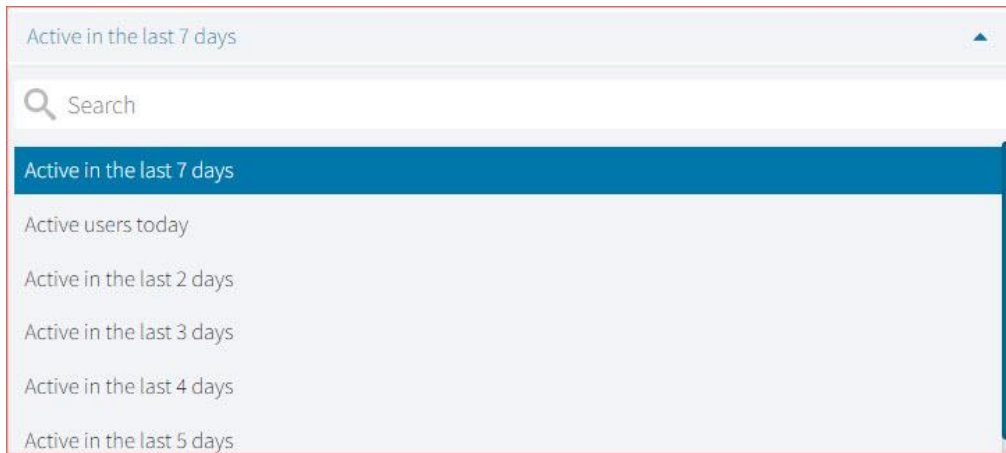 Active in the last 7 days
Search
Active in the last 7 days
Active users today
Active in the last 2 days
Active in the last 3 days
Active in the last 4 days
Active in the last 5 days